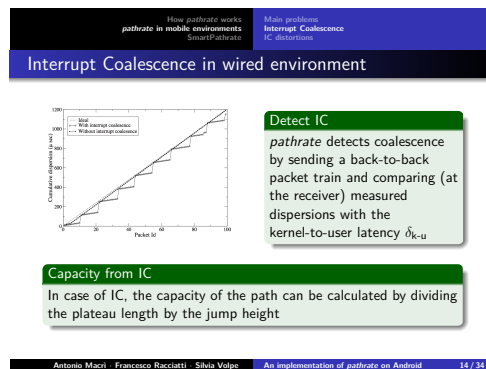 How pathrate works
pathrate in mobile environments
SmartPathrate
Main problems
Interrupt Coalescence
IC distortions
Interrupt Coalescence in wired environment
1200
1000
800
600
400
200
0
0 20 40 60 80 100
Cumulative dispersion (μ sec)
Packet Id
Ideal
With interrupt coalesence
Without interrupt coalesence
Detect IC
pathrate detects coalescence
by sending a back-to-back
packet train and comparing (at
the receiver) measured
dispersions with the
kernel-to-user latency δk-u
Capacity from IC
In case of IC, the capacity of the path can be calculated by dividing
the plateau length by the jump height
Antonio Macrì · Francesco Racciatti · Silvia Volpe
An implementation of pathrate on Android
14 / 34